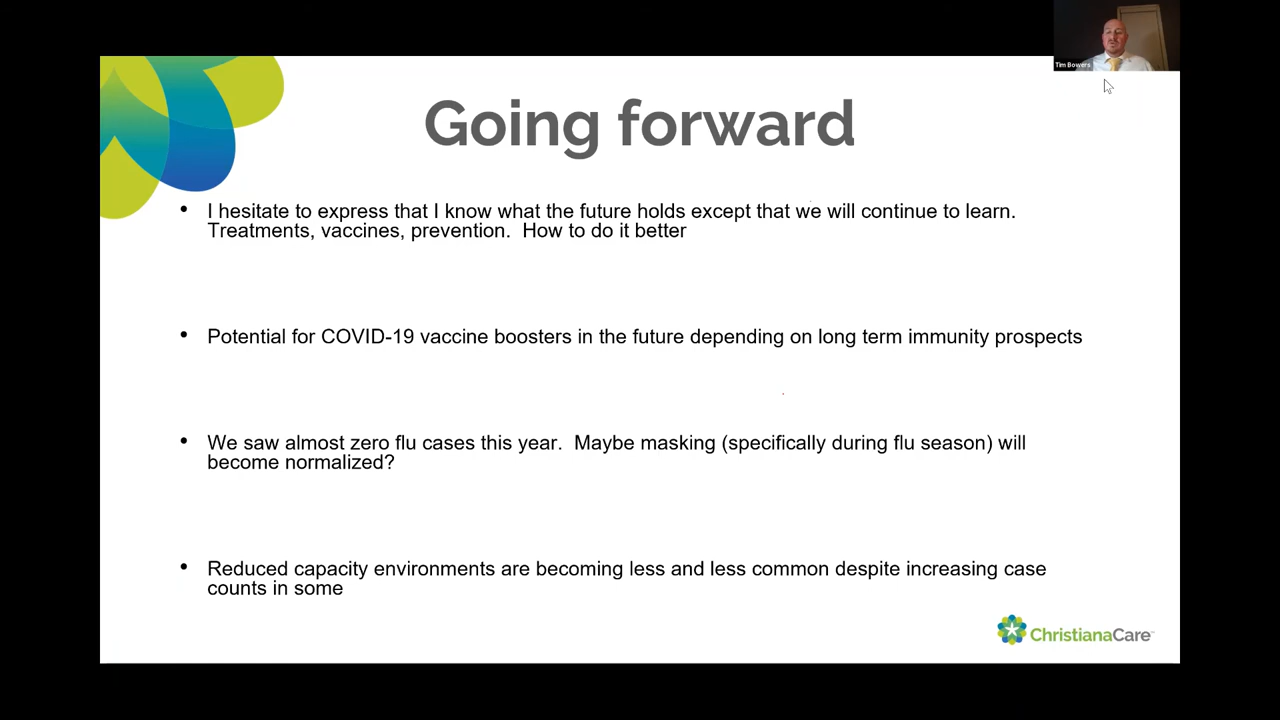 Tim Bowers
Going forward
• I hesitate to express that I know what the future holds except that we will continue to learn.
Treatments, vaccines, prevention.  How to do it better
• Potential for COVID-19 vaccine boosters in the future depending on long term immunity prospects
• We saw almost zero flu cases this year.  Maybe masking (specifically during flu season) will
become normalized?
• Reduced capacity environments are becoming less and less common despite increasing case
counts in some
ChristianaCare™